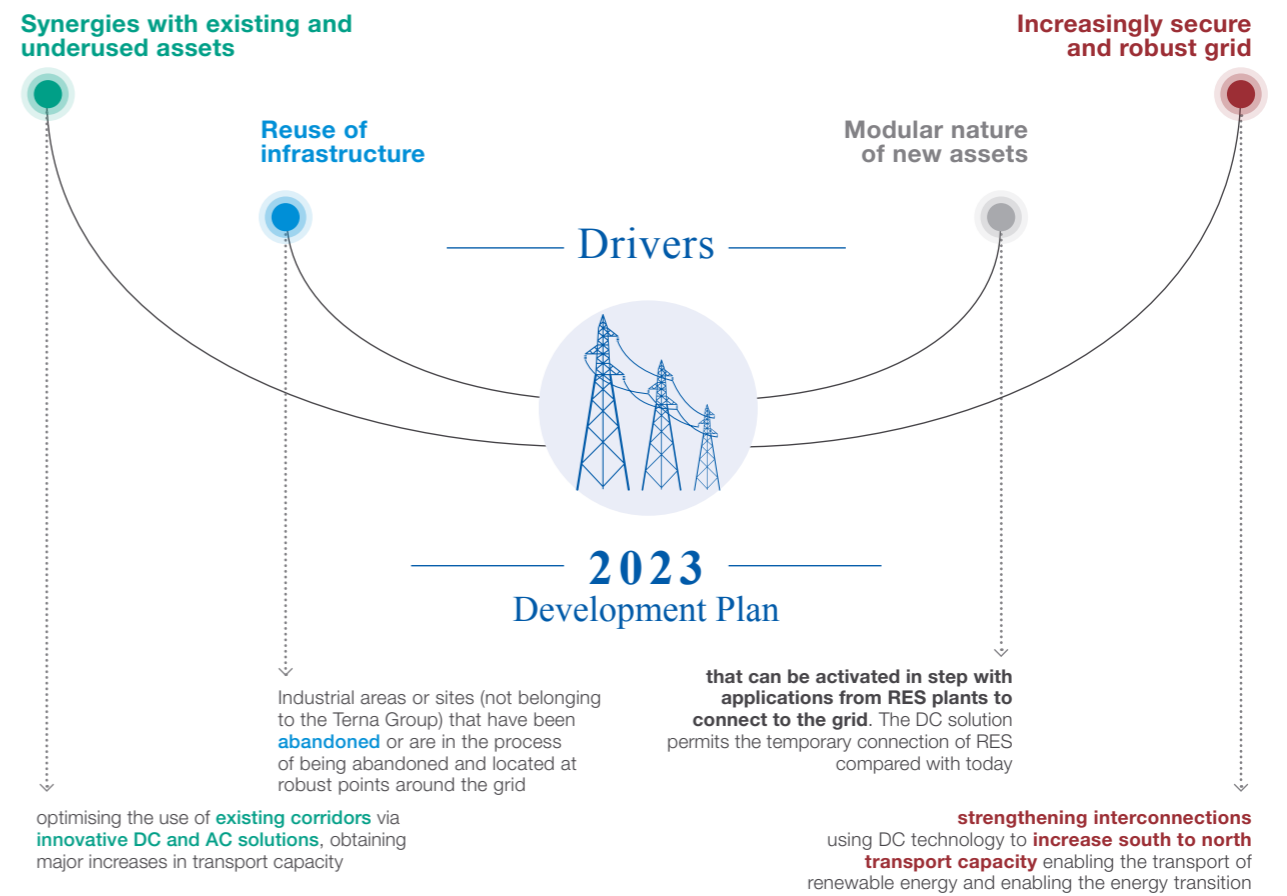 Synergies with existing and
underused assets
Increasingly secure
and robust grid
Reuse of
infrastructure
Modular nature
of new assets
Drivers
2023
Development Plan
Industrial areas or sites (not belonging
to the Terna Group) that have been
abandoned or are in the process
of being abandoned and located at
robust points around the grid
that can be activated in step with
applications from RES plants to
connect to the grid. The DC solution
permits the temporary connection of RES
compared with today
optimising the use of existing corridors via
innovative DC and AC solutions, obtaining
major increases in transport capacity
strengthening interconnections
using DC technology to increase south to north
transport capacity enabling the transport of
renewable energy and enabling the energy transition